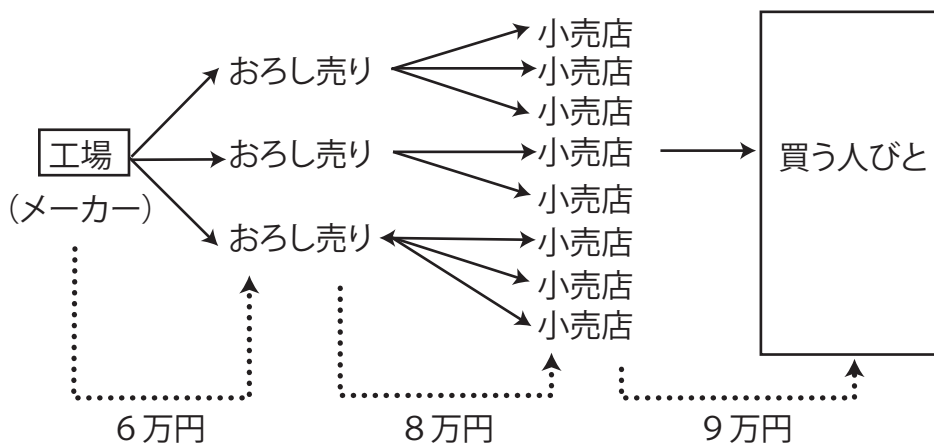 工場
(メーカー)
おろし売り
おろし売り
おろし売り
小売店
小売店
小売店
小売店
小売店
小売店
小売店
小売店
買う人びと
6万円
8万円
9万円